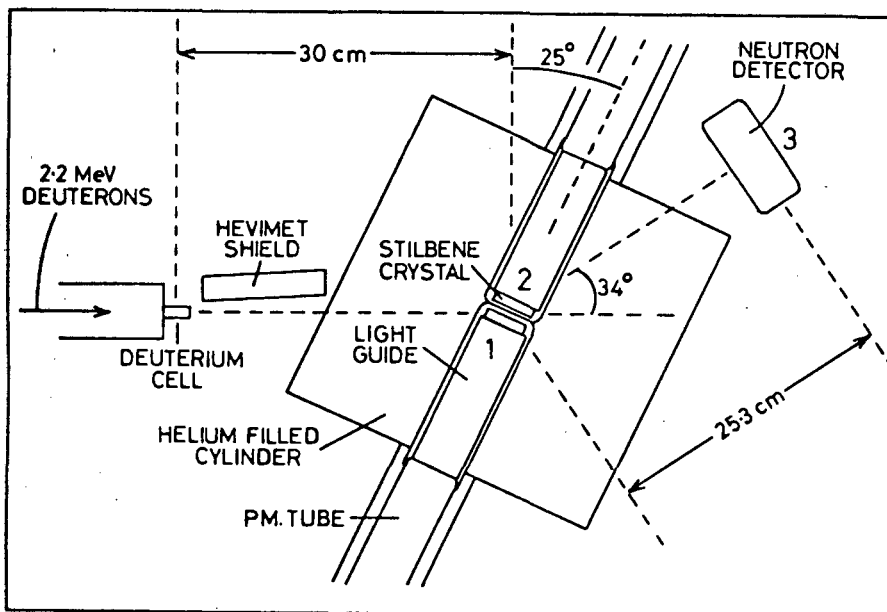 30 cm
25°
NEUTRON
DETECTOR
3
2·2 MeV
DEUTERONS
HEVIMET
SHIELD
STILBENE
CRYSTAL
2
34°
DEUTERIUM
CELL
LIGHT
GUIDE
1
25·3 cm
HELIUM FILLED
CYLINDER
P.M. TUBE